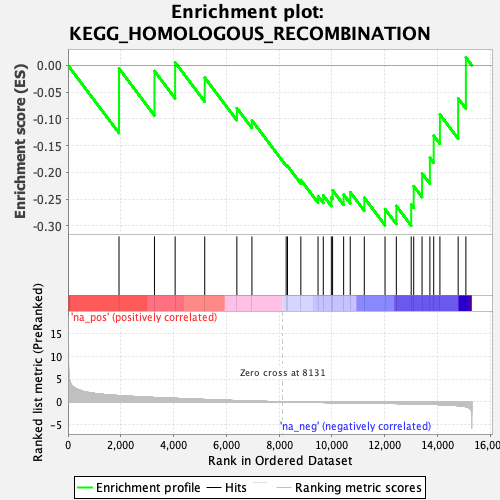 Enrichment plot:
KEGG_HOMOLOGOUS_RECOMBINATION
Enrichment score (ES)
0.00
-0.05
-0.10
-0.15
-0.20
-0.25
-0.30
'na_pos' (positively correlated)
Ranked list metric (PreRanked)
15
10
5
0
-5
Zero cross at 8131
'na_neg' (negatively correlated)
0
2,000
4,000
6,000
8,000
10,000
12,000
14,000
16,000
Rank in Ordered Dataset
Enrichment profile
Hits
Ranking metric scores